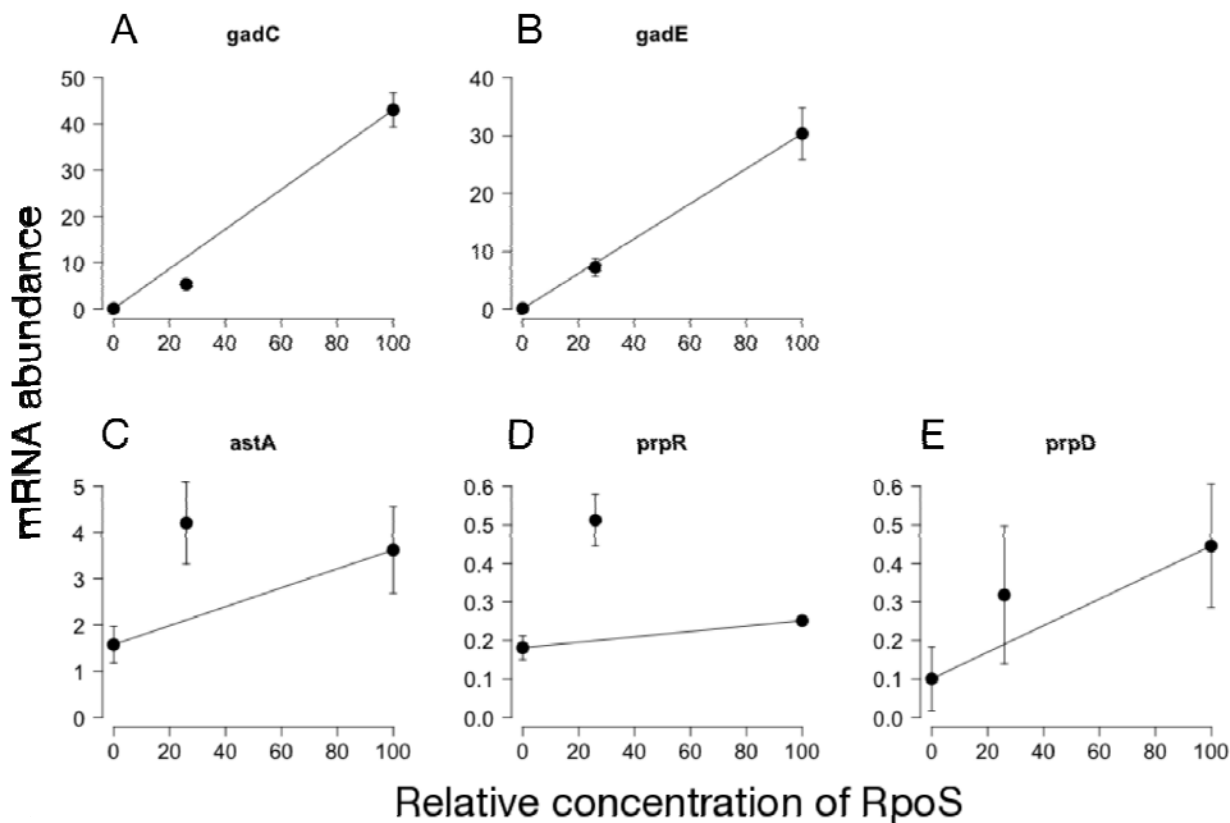 A gadC
B gadE
50
40
30
20
10
0
0 20 40 60 80 100
40
30
20
10
0
0 20 40 60 80 100
mRNA abundance
C astA
D prpR
E prpD
5
4
3
2
1
0
0 20 40 60 80 100
0.6
0.5
0.4
0.3
0.2
0.1
0.0
0 20 40 60 80 100
0.6
0.5
0.4
0.3
0.2
0.1
0.0
0 20 40 60 80 100
Relative concentration of RpoS